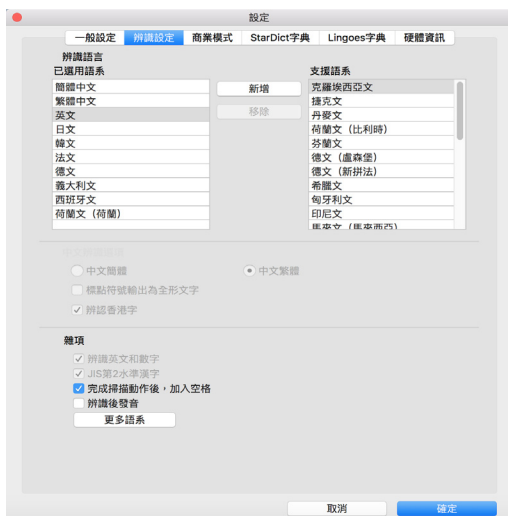 設定
一般設定 辨識設定 商業模式 StarDict字典 Lingoes字典 硬體資訊
辨識語言
已選用語系
簡體中文
繁體中文
英文
日文
韓文
法文
德文
義大利文
西班牙文
荷蘭文（荷蘭）
新增
移除
支援語系
克羅埃西亞文
捷克文
丹麥文
荷蘭文（比利時）
芬蘭文
德文（盧森堡）
德文（新拼法）
希臘文
匈牙利文
印尼文
馬來文（馬來西亞）
中文簡體 中文繁體
標點符號輸出為全形文字
辨認香港字
雜項
辨識英文和數字
JIS第2水準漢字
完成掃描動作後，加入空格
辨識後發音
更多語系
取消 確定